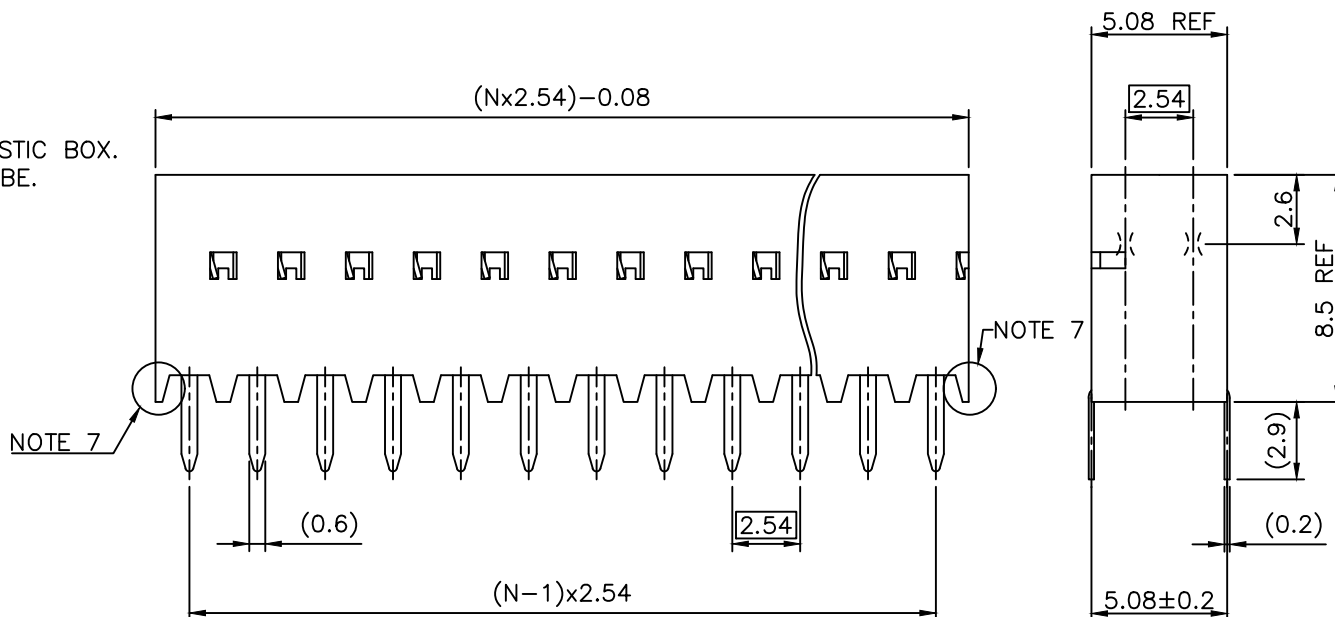 5.08 REF
(Nx2.54)−0.08
2.54
STIC BOX.
BE.
2.6
8.5 REF
NOTE 7
NOTE 7
(2.9)
(0.6)
2.54
(0.2)
(N−1)x2.54
5.08±0.2